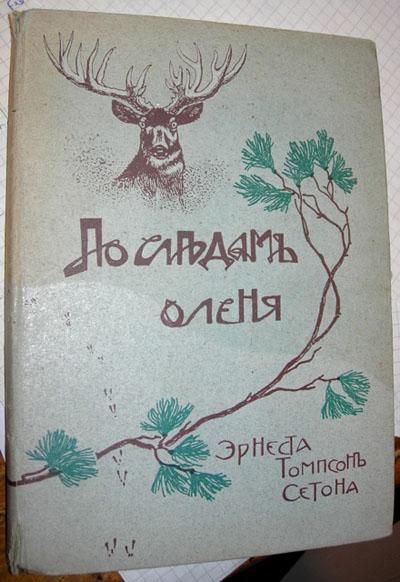 По слѣдамъ
оленя
Эрнеста
Томпсонъ
Сетона